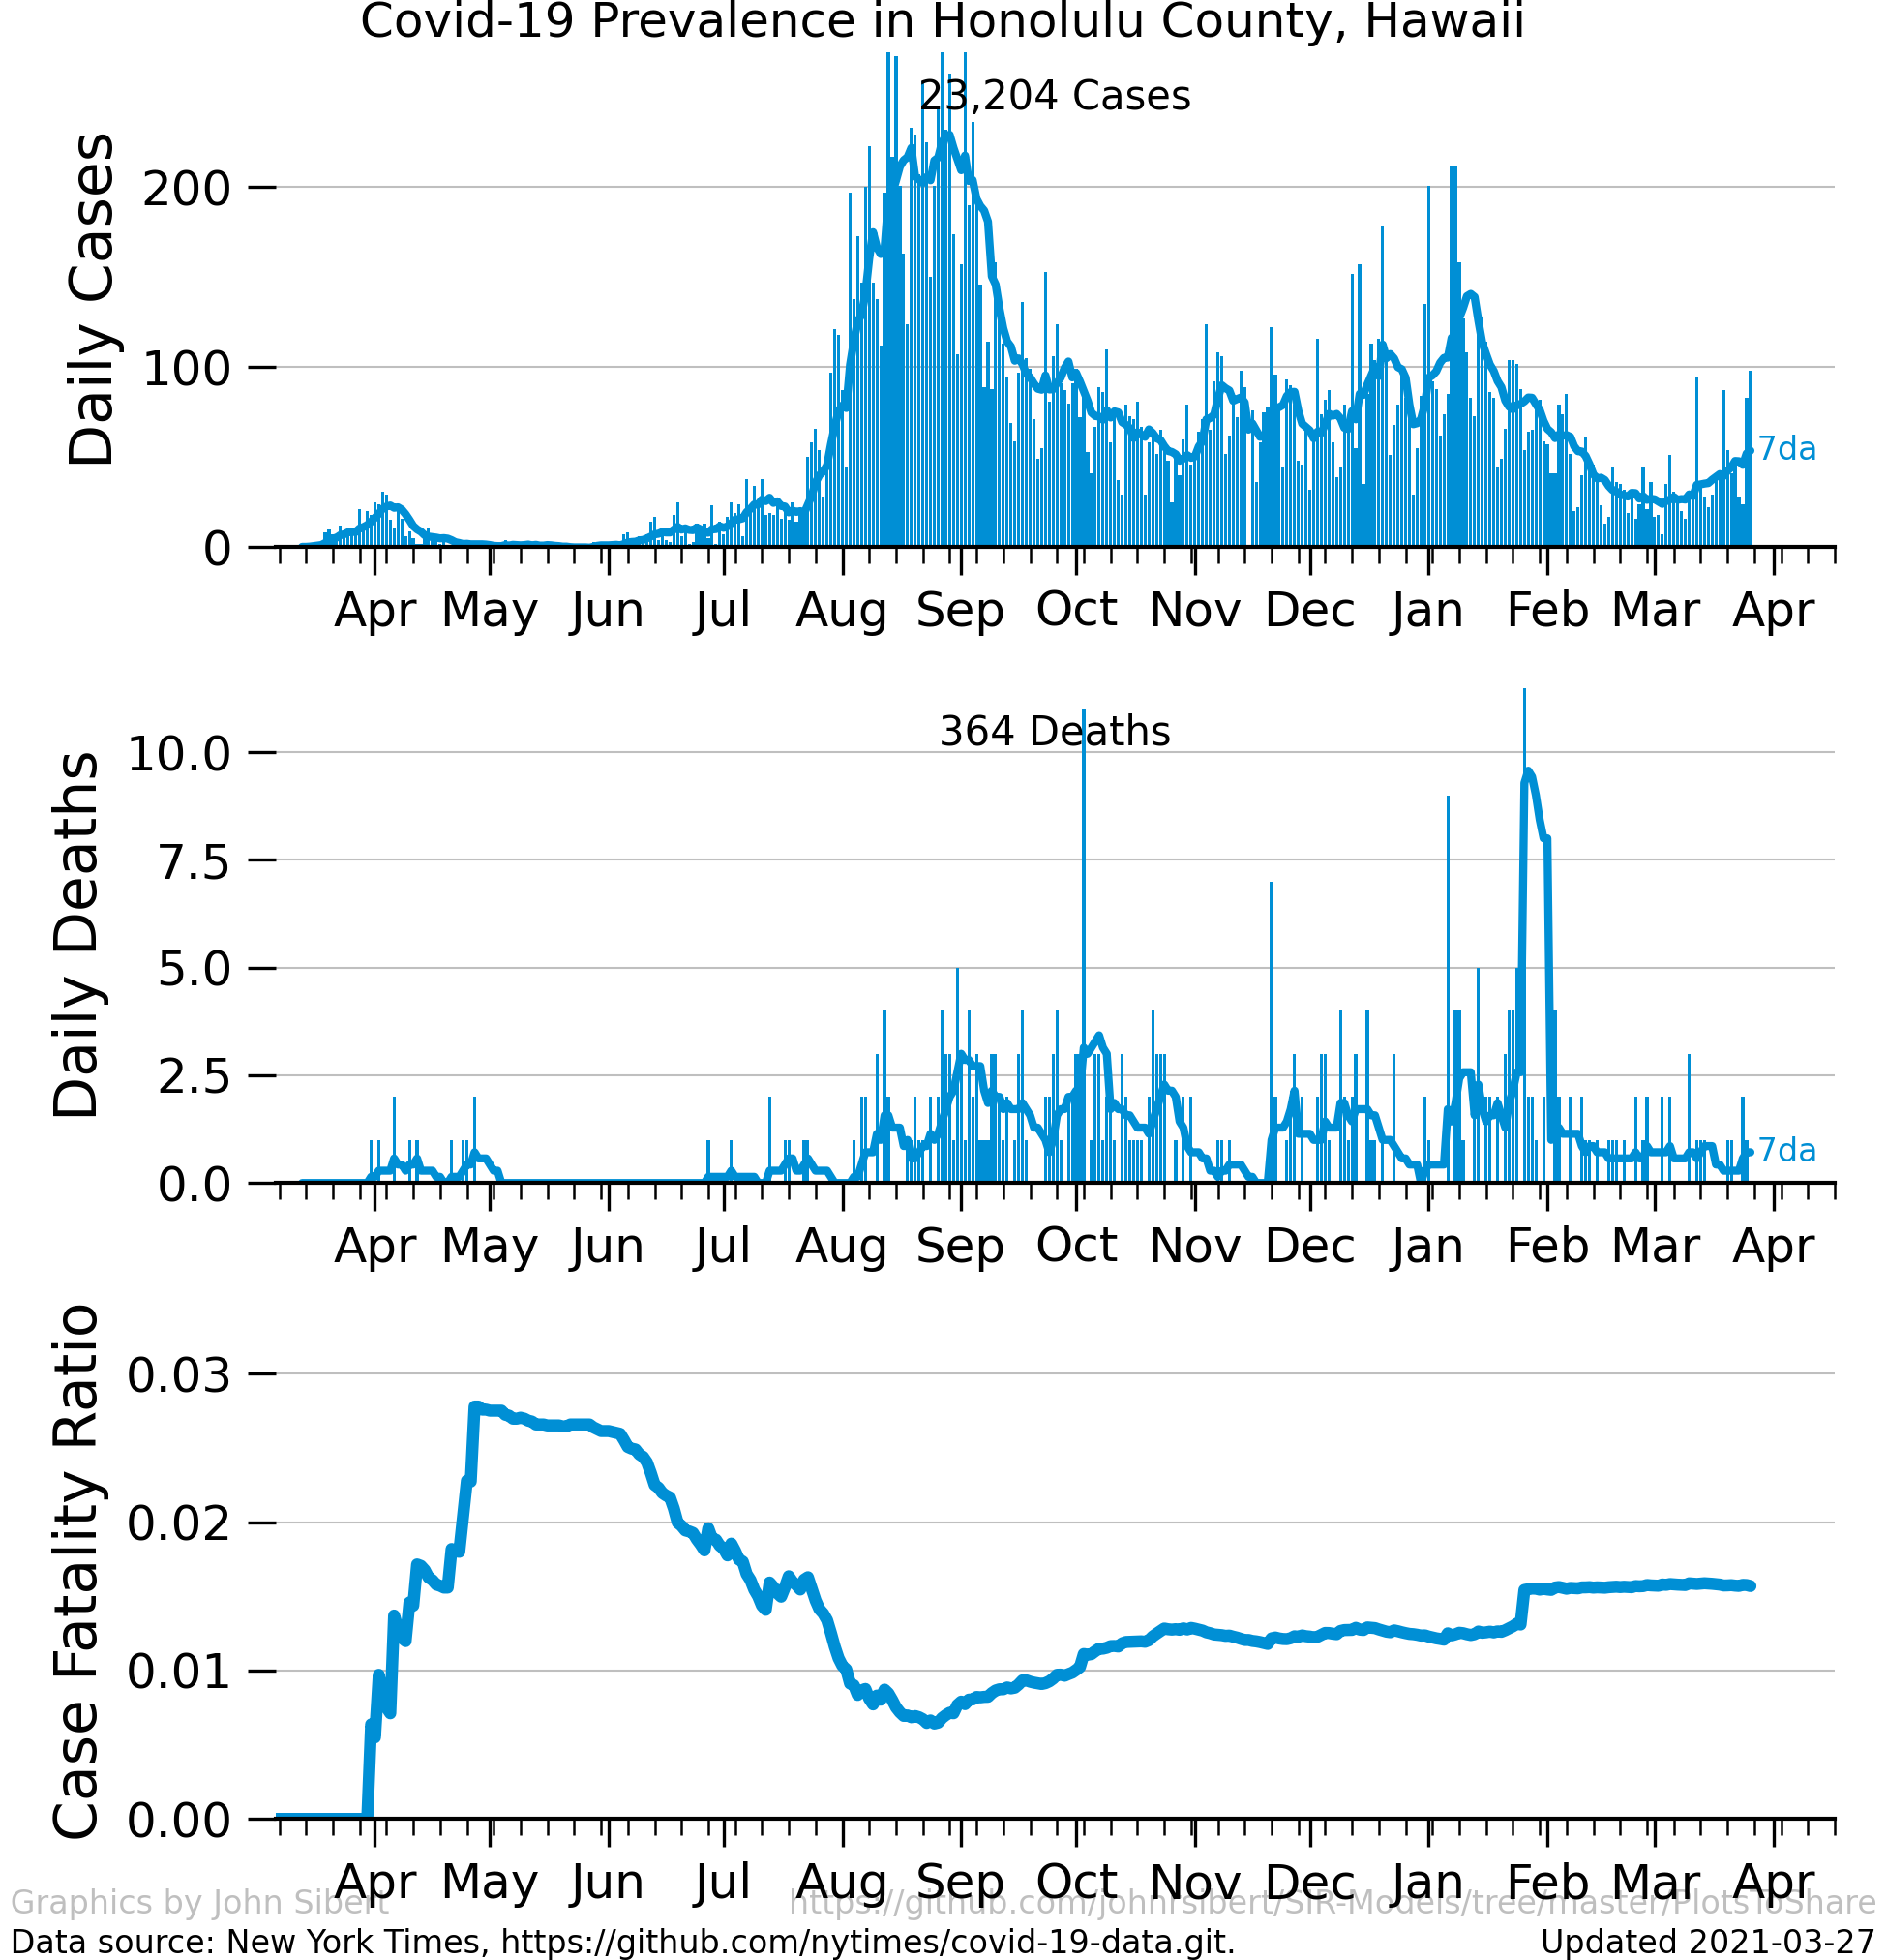 Covid-19 Prevalence in Honolulu County, Hawaii
23,204 Cases
Daily Cases
200
100
0
7da
Apr May Jun Jul Aug Sep Oct Nov Dec Jan Feb Mar Apr
364 Deaths
Daily Deaths
10.0
7.5
5.0
2.5
0.0
7da
Apr May Jun Jul Aug Sep Oct Nov Dec Jan Feb Mar Apr
Case Fatality Ratio
0.03
0.02
0.01
0.00
Apr May Jun Jul Aug Sep Oct Nov Dec Jan Feb Mar Apr
Graphics by John Sibert https://github.com/johnrsibert/SIR-Models/tree/master/PlotsToShare
Data source: New York Times, https://github.com/nytimes/covid-19-data.git. Updated 2021-03-27